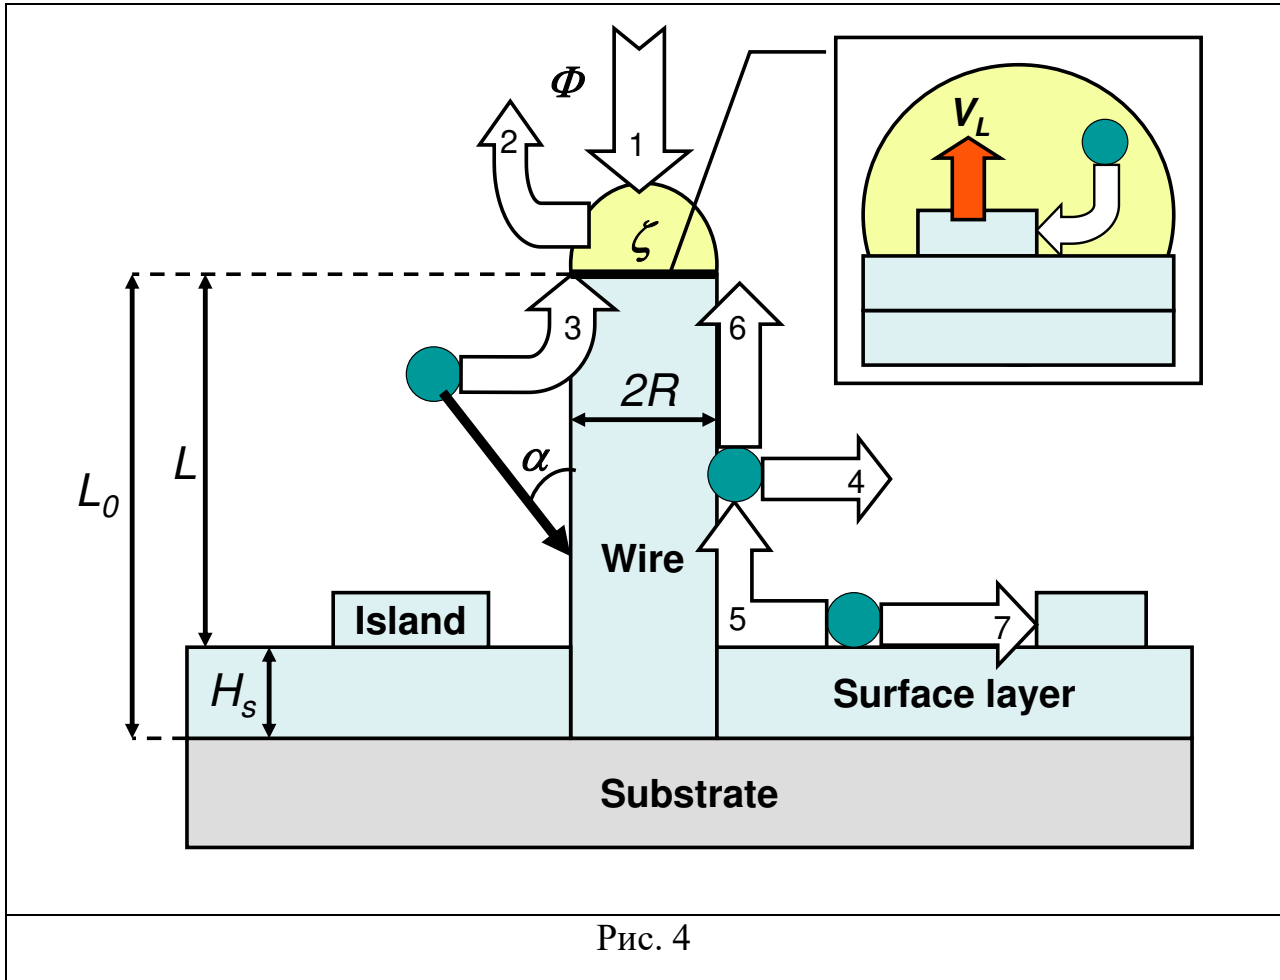 Φ
1
2
V_L
ζ
3
6
2R
α
L
L_0
4
Wire
Island
5
7
H_s
Surface layer
Substrate
Рис. 4